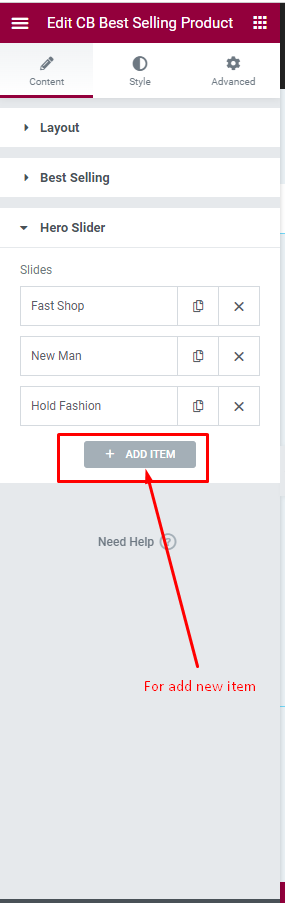 Edit CB Best Selling Product
Content Style Advanced
Layout
Best Selling
Hero Slider
Slides
Fast Shop
New Man
Hold Fashion
+ ADD ITEM
Need Help ?
For add new item